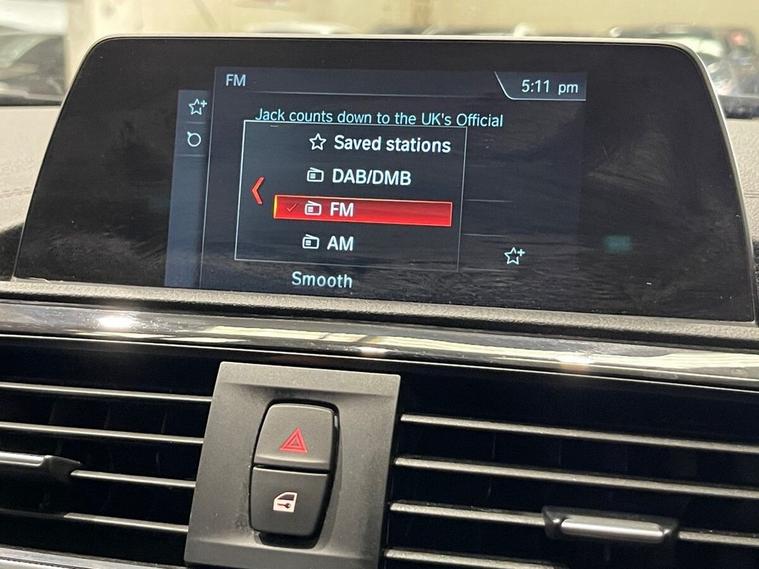 FM
5:11 pm
Jack counts down to the UK's Official
Saved stations
DAB/DMB
FM
AM
Smooth